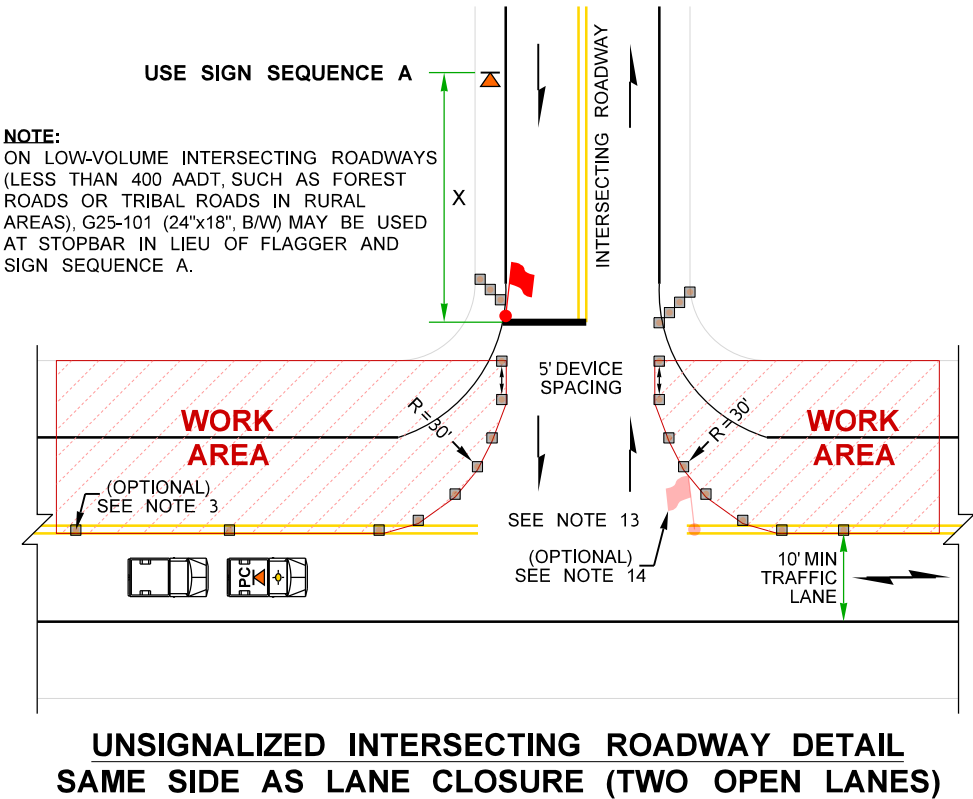 USE SIGN SEQUENCE A
NOTE:
ON LOW-VOLUME INTERSECTING ROADWAYS
(LESS THAN 400 AADT, SUCH AS FOREST
ROADS OR TRIBAL ROADS IN RURAL
AREAS), G25-101 (24"x18", B/W) MAY BE USED
AT STOPBAR IN LIEU OF FLAGGER AND
SIGN SEQUENCE A.
X
INTERSECTING ROADWAY
5' DEVICE
SPACING
WORK
AREA
R = 30'
R = 30'
WORK
AREA
(OPTIONAL)
SEE NOTE 3
SEE NOTE 13
(OPTIONAL)
SEE NOTE 14
10' MIN
TRAFFIC
LANE
PC
UNSIGNALIZED INTERSECTING ROADWAY DETAIL
SAME SIDE AS LANE CLOSURE (TWO OPEN LANES)